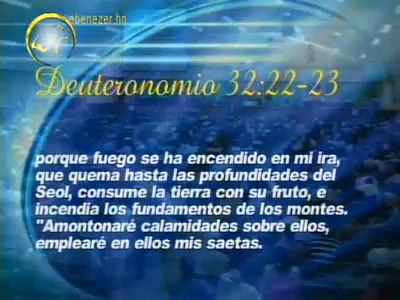 ebenezer.hn
Deuteronomio 32:22-23
porque fuego se ha encendido en mi ira,
que quema hasta las profundidades del
Seol, consume la tierra con su fruto, e
incendia los fundamentos de los montes.
"Amontonaré calamidades sobre ellos,
emplearé en ellos mis saetas.